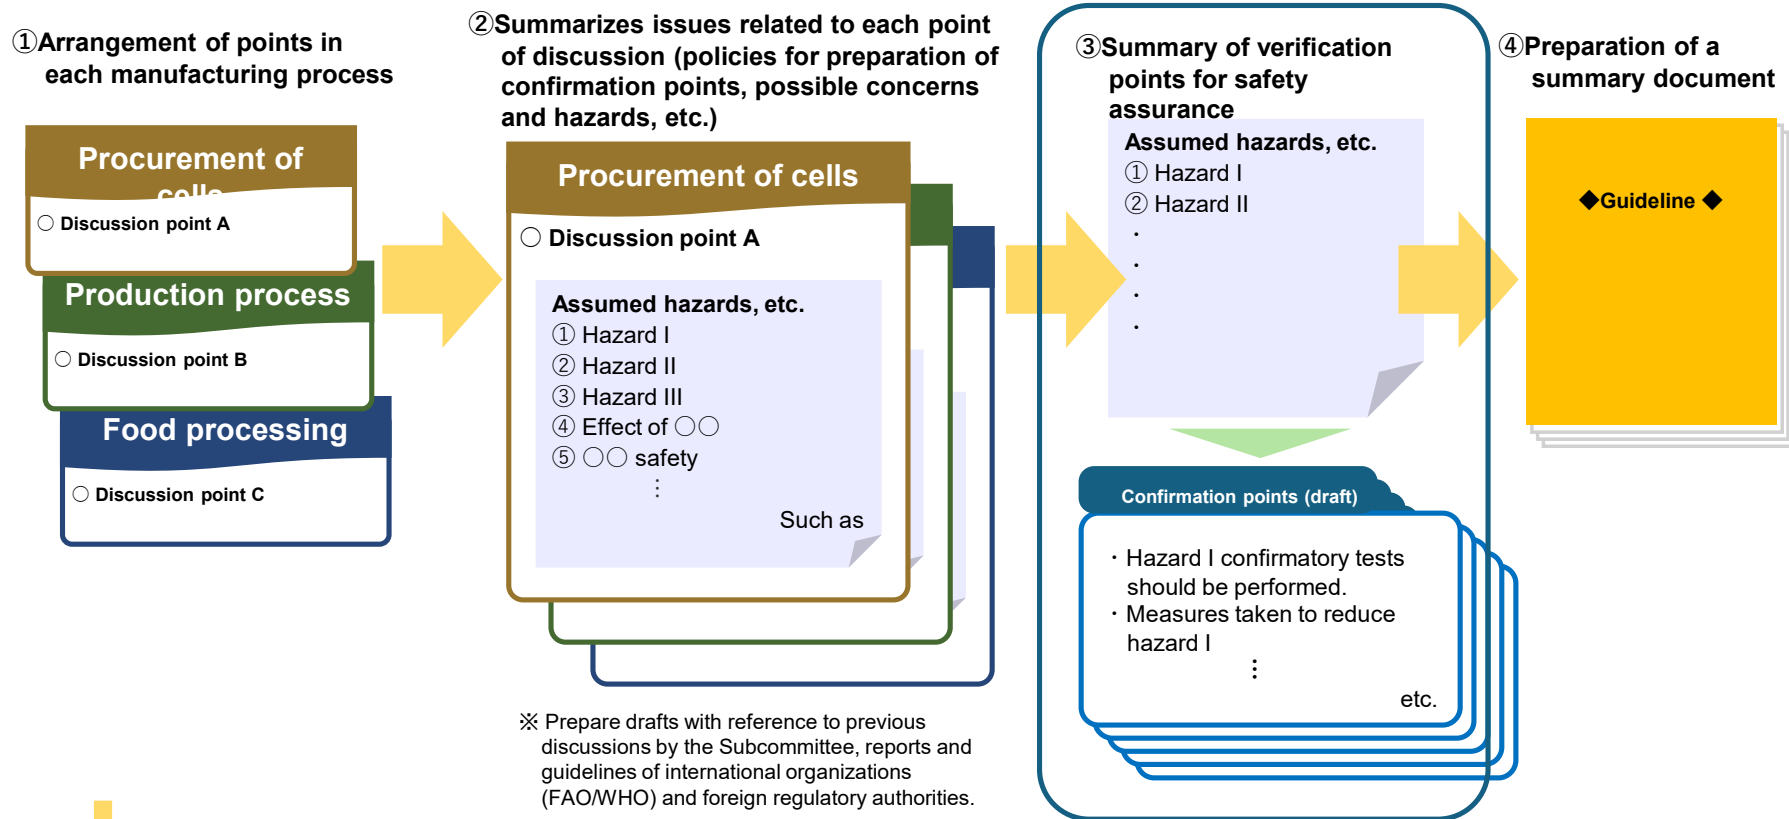 ①Arrangement of points in
each manufacturing process
Procurement of
cells
○ Discussion point A
Production process
○ Discussion point B
Food processing
○ Discussion point C
②Summarizes issues related to each point
of discussion (policies for preparation of
confirmation points, possible concerns
and hazards, etc.)
Procurement of cells
○ Discussion point A
Assumed hazards, etc.
① Hazard I
② Hazard II
③ Hazard III
④ Effect of ○○
⑤ ○○ safety
⋮
Such as
※ Prepare drafts with reference to previous
discussions by the Subcommittee, reports and
guidelines of international organizations
(FAO/WHO) and foreign regulatory authorities.
③Summary of verification
points for safety
assurance
Assumed hazards, etc.
① Hazard I
② Hazard II
・
・
・
・
Confirmation points (draft)
・Hazard I confirmatory tests
should be performed.
・Measures taken to reduce
hazard I
⋮
etc.
④Preparation of a
summary document
◆Guideline ◆